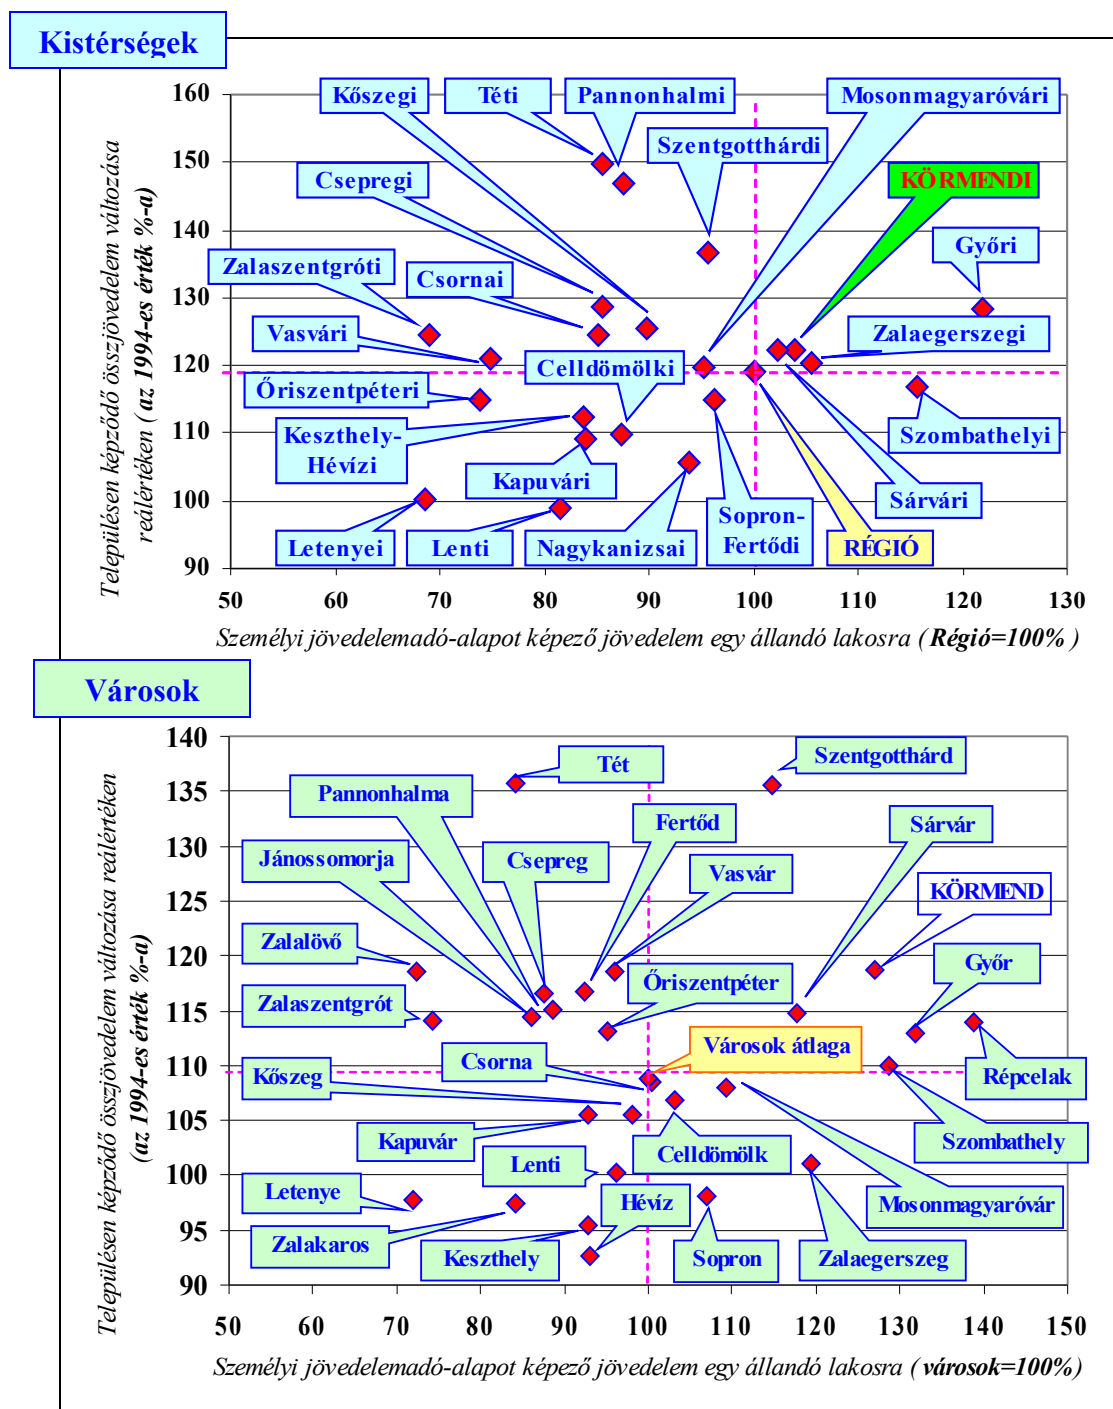 Kistérségek
Településen képződő összjövedelem változása
reálértéken (az 1994-es érték %-a)
160
150
140
130
120
110
100
90
Kőszegi
Téti
Pannonhalmi
Mosonmagyaróvári
Szentgotthárdi
Csepregi
KÖRMENDI
Zalaszentgróti
Csornai
Győri
Vasvári
Zalaegerszegi
Celldömölki
Őriszentpéteri
Keszthely-
Hévízi
Szombathelyi
Kapuvári
Sárvári
Sopron-
Fertődi
Letenyei
Lenti
Nagykanizsai
RÉGIÓ
50 60 70 80 90 100 110 120 130
Személyi jövedelemadó-alapot képező jövedelem egy állandó lakosra ( Régió=100% )
Városok
Településen képződő összjövedelem változása reálértéken
(az 1994-es érték %-a)
140
135
130
125
120
115
110
105
100
95
90
Tét
Szentgotthárd
Pannonhalma
Fertőd
Sárvár
Jánossomorja
Csepreg
Vasvár
KÖRMEND
Zalalövő
Győr
Őriszentpéter
Zalaszentgrót
Városok átlaga
Csorna
Kőszeg
Répcelak
Kapuvár
Celldömölk
Szombathely
Lenti
Letenye
Hévíz
Mosonmagyaróvár
Zalakaros
Keszthely
Sopron
Zalaegerszeg
50 60 70 80 90 100 110 120 130 140 150
Személyi jövedelemadó-alapot képező jövedelem egy állandó lakosra ( városok=100%)